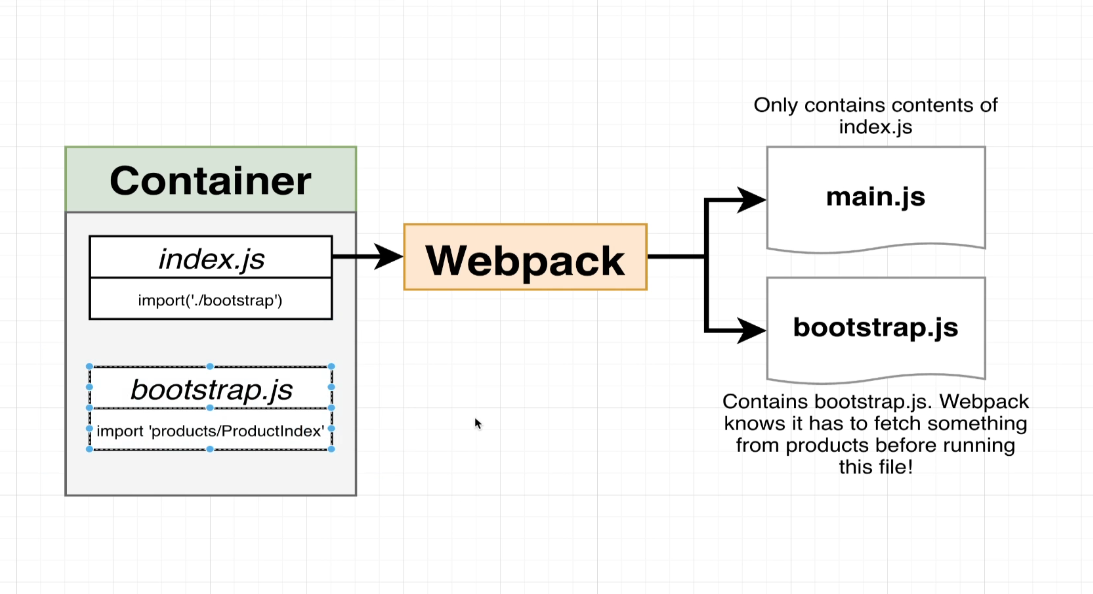 Container
index.js
import('./bootstrap')
bootstrap.js
import 'products/ProductIndex'
Webpack
Only contains contents of
index.js
main.js
bootstrap.js
Contains bootstrap.js. Webpack
knows it has to fetch something
from products before running
this file!